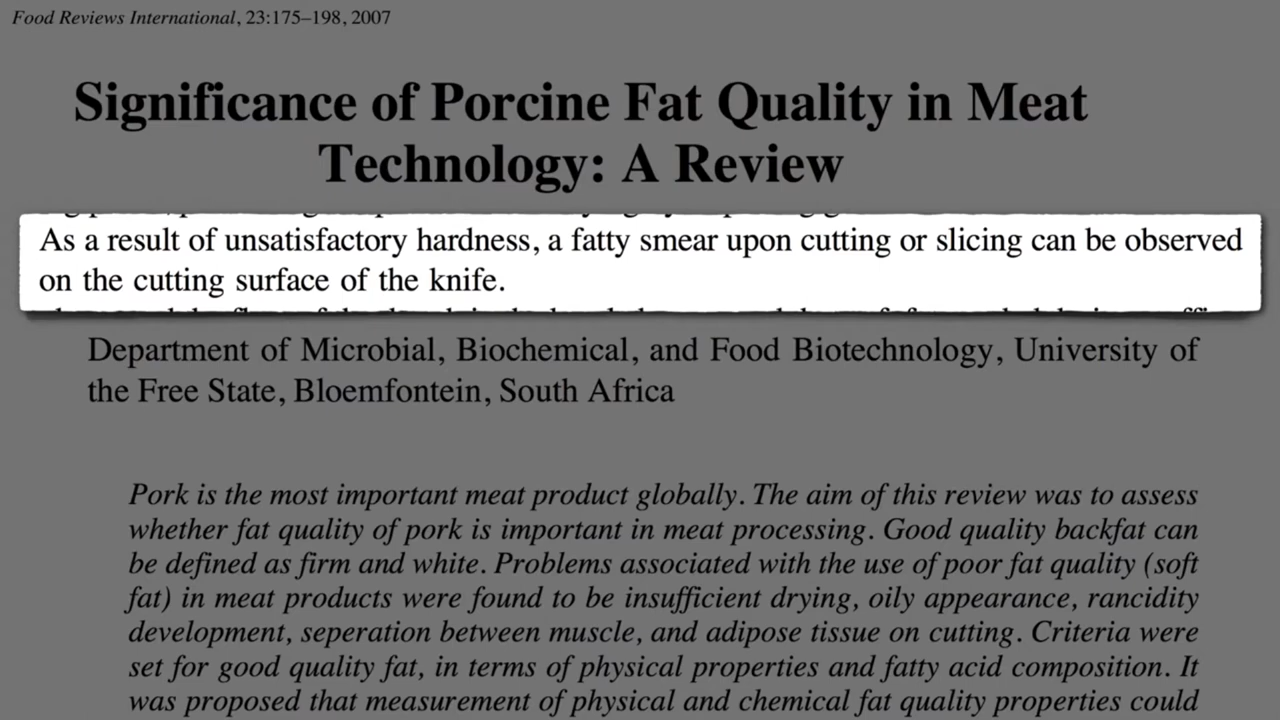 Food Reviews International, 23:175–198, 2007
Significance of Porcine Fat Quality in Meat
Technology: A Review
As a result of unsatisfactory hardness, a fatty smear upon cutting or slicing can be observed
on the cutting surface of the knife.
Department of Microbial, Biochemical, and Food Biotechnology, University of
the Free State, Bloemfontein, South Africa
Pork is the most important meat product globally. The aim of this review was to assess
whether fat quality of pork is important in meat processing. Good quality backfat can
be defined as firm and white. Problems associated with the use of poor fat quality (soft
fat) in meat products were found to be insufficient drying, oily appearance, rancidity
development, seperation between muscle, and adipose tissue on cutting. Criteria were
set for good quality fat, in terms of physical properties and fatty acid composition. It
was proposed that measurement of physical and chemical fat quality properties could